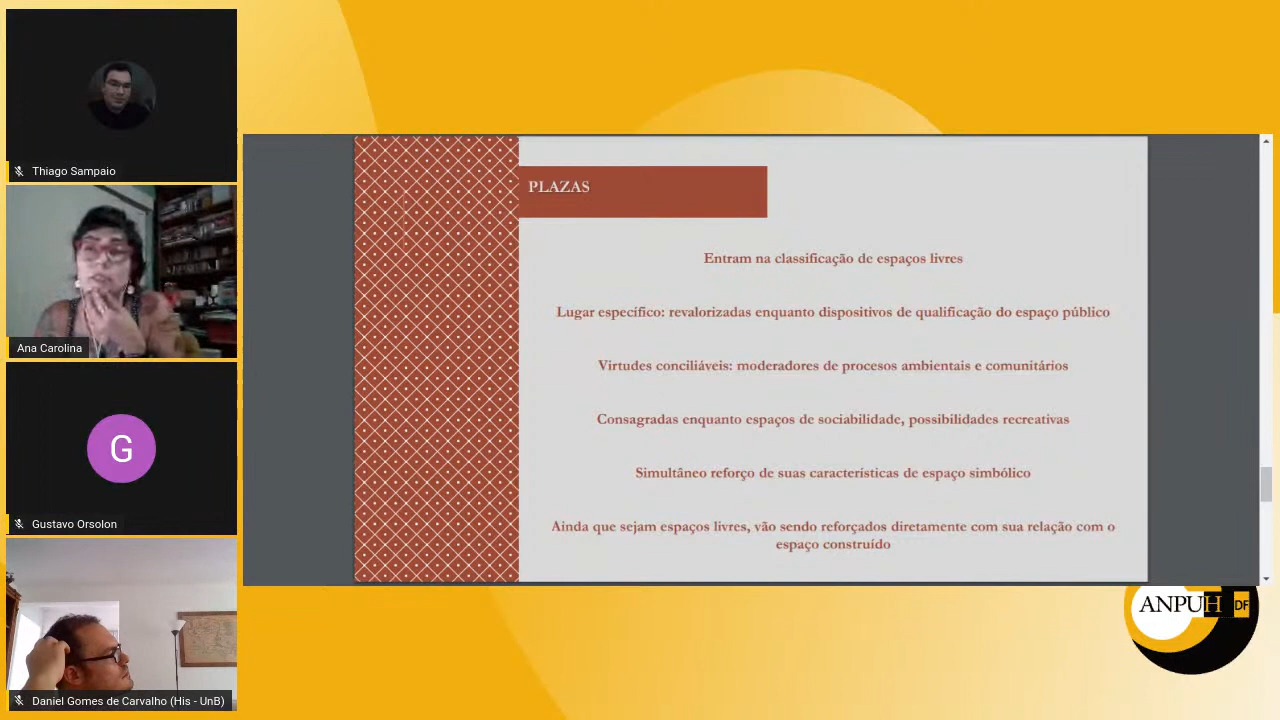 Thiago Sampaio
Ana Carolina
G
Gustavo Orsolon
Daniel Gomes de Carvalho (His - UnB)
PLAZAS
Entram na classificação de espaços livres
Lugar específico: revalorizadas enquanto dispositivos de qualificação do espaço público
Virtudes conciliáveis: moderadores de procesos ambientais e comunitários
Consagradas enquanto espaços de sociabilidade, possibilidades recreativas
Simultâneo reforço de suas características de espaço simbólico
Ainda que sejam espaços livres, vão sendo reforçados diretamente com sua relação com o
espaço construído
ANPUH DF